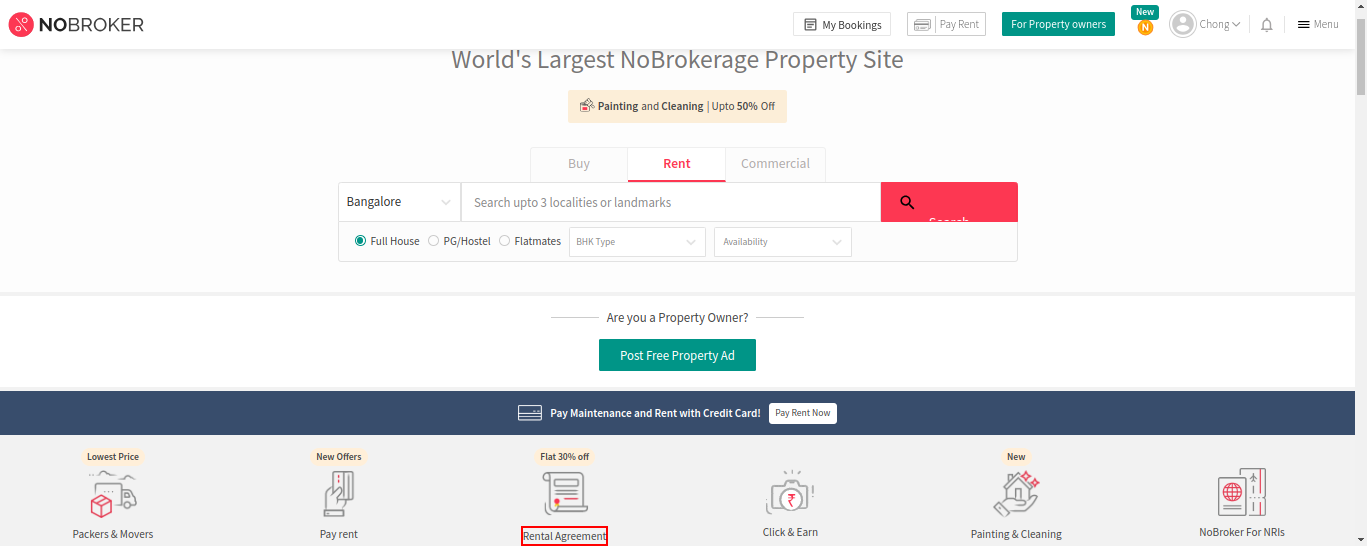 NOBROKER
My Bookings
Pay Rent
For Property owners
New
N
Chong
Menu
World's Largest NoBrokerage Property Site
Painting and Cleaning | Upto 50% Off
Buy
Rent
Commercial
Bangalore
Search upto 3 localities or landmarks
Search
Full House
PG/Hostel
Flatmates
BHK Type
Availability
Are you a Property Owner?
Post Free Property Ad
Pay Maintenance and Rent with Credit Card!
Pay Rent Now
Lowest Price
New Offers
Flat 30% off
New
₹
Packers & Movers
Pay rent
Rental Agreement
Click & Earn
Painting & Cleaning
NoBroker For NRIs